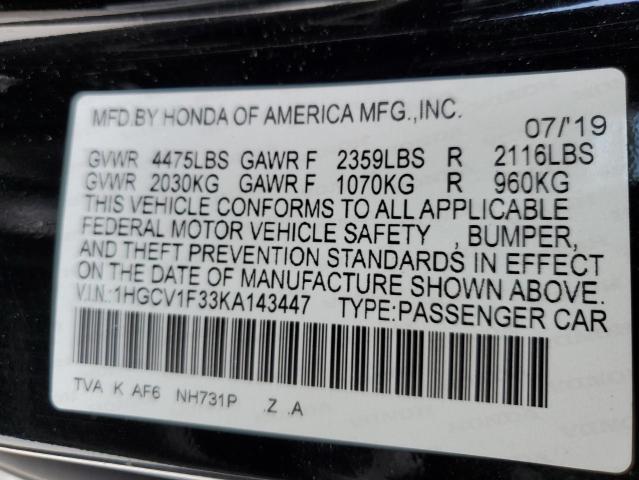 MFD.BY HONDA OF AMERICA MFG.,INC. 07/'19
GVWR 4475LBS GAWR F 2359LBS R 2116LBS
GVWR 2030KG GAWR F 1070KG R 960KG
THIS VEHICLE CONFORMS TO ALL APPLICABLE
FEDERAL MOTOR VEHICLE SAFETY , BUMPER,
AND THEFT PREVENTION STANDARDS IN EFFECT
ON THE DATE OF MANUFACTURE SHOWN ABOVE.
V.I.N.:1HGCV1F33KA143447 TYPE:PASSENGER CAR
TVA K AF6 NH731P .Z .A